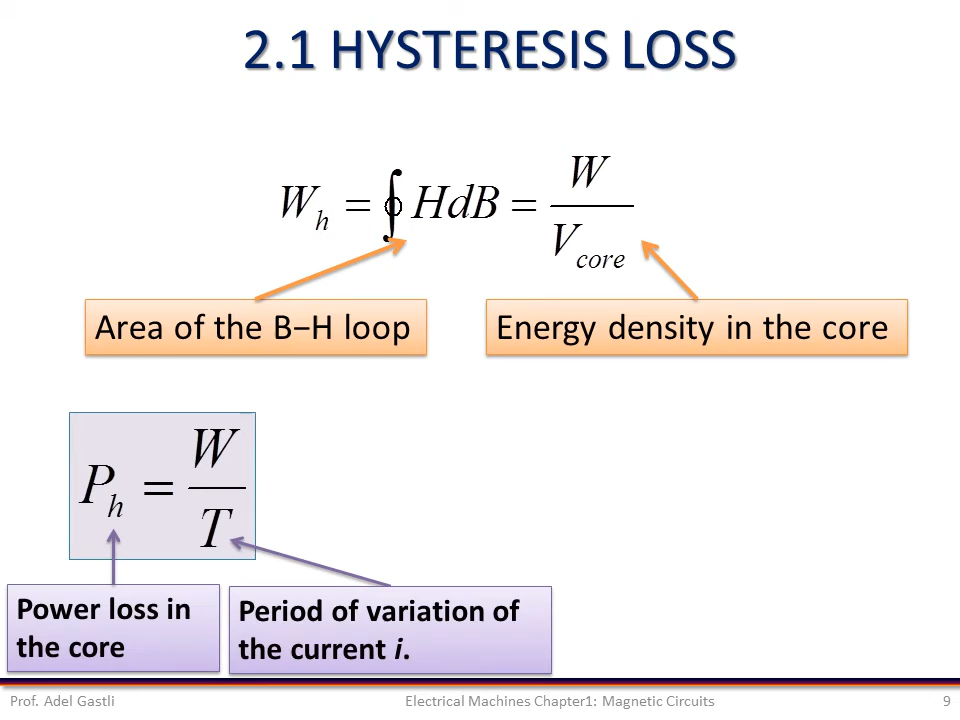 2.1 HYSTERESIS LOSS
W_h = ∮ HdB = W / V_core
Area of the B−H loop
Energy density in the core
P_h = W / T
Power loss in
the core
Period of variation of
the current i.
Prof. Adel Gastli
Electrical Machines Chapter1: Magnetic Circuits
9